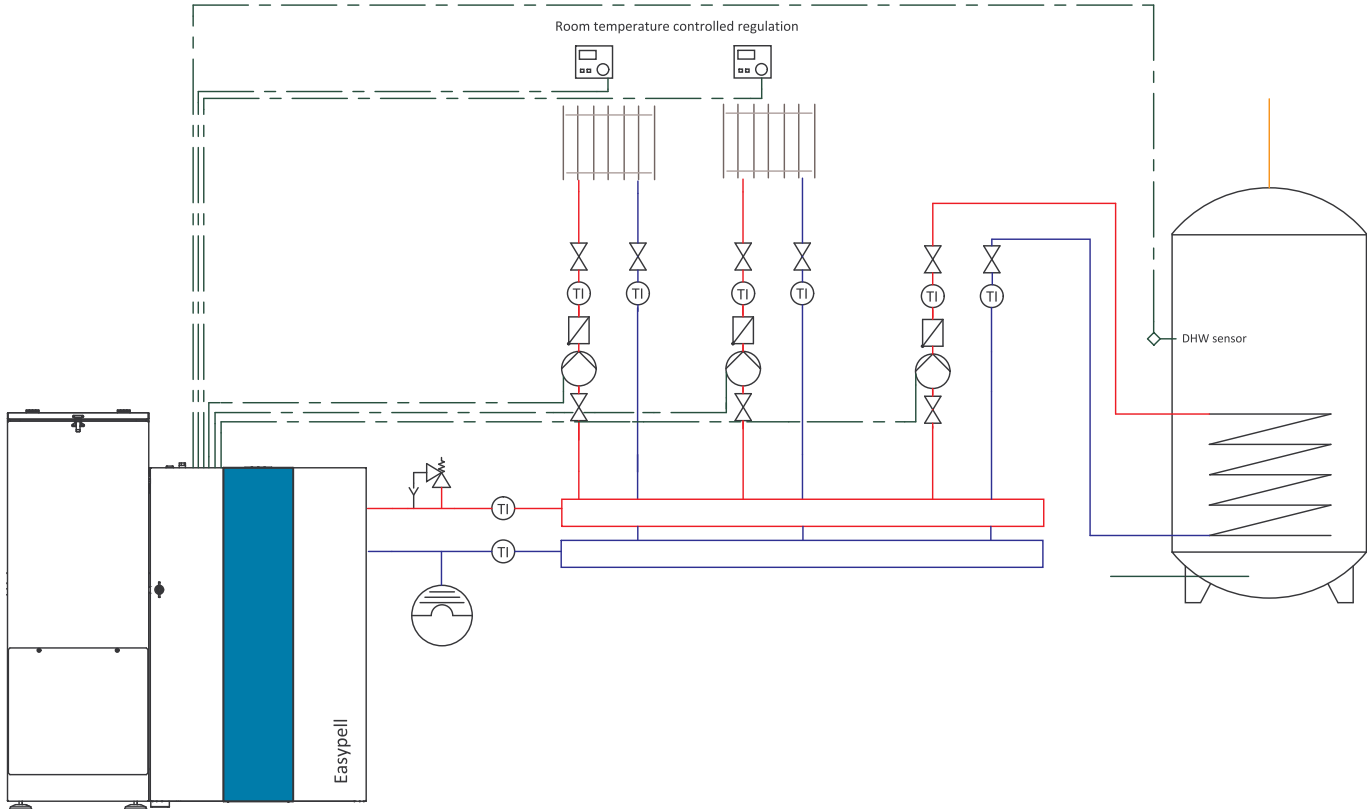 Room temperature controlled regulation
TI
TI
TI
TI
TI
TI
DHW sensor
TI
TI
Easypell